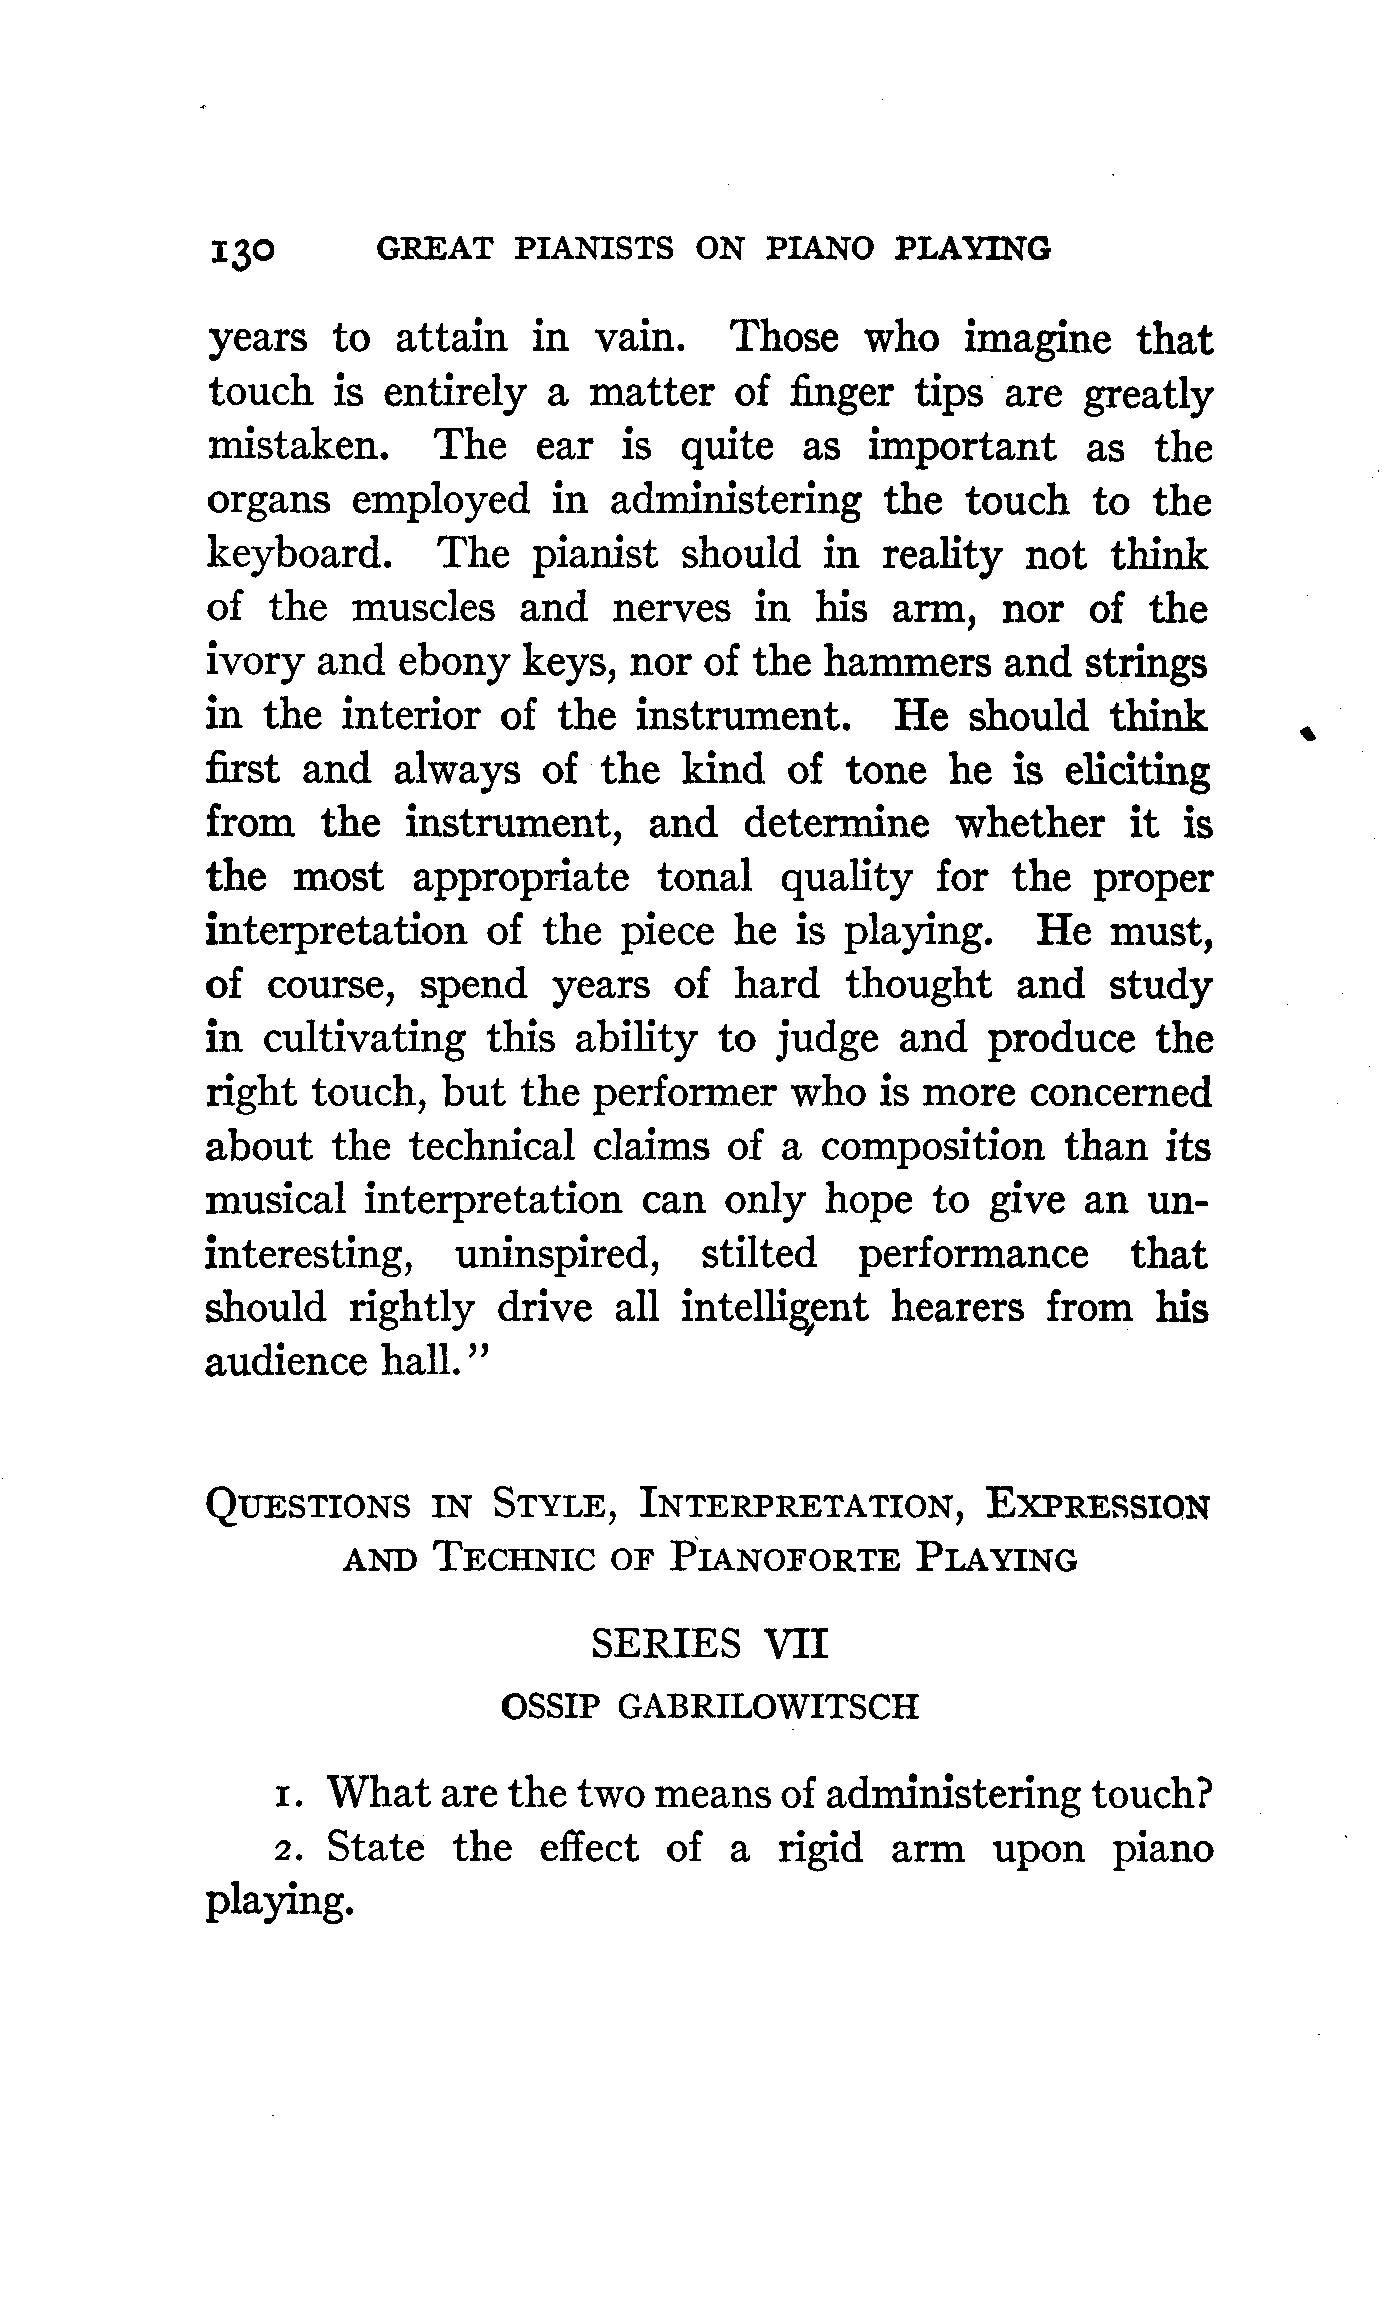 130 GREAT PIANISTS ON PIANO PLAYING
years to attain in vain. Those who imagine that
touch is entirely a matter of finger tips are greatly
mistaken. The ear is quite as important as the
organs employed in administering the touch to the
keyboard. The pianist should in reality not think
of the muscles and nerves in his arm, nor of the
ivory and ebony keys, nor of the hammers and strings
in the interior of the instrument. He should think
first and always of the kind of tone he is eliciting
from the instrument, and determine whether it is
the most appropriate tonal quality for the proper
interpretation of the piece he is playing. He must,
of course, spend years of hard thought and study
in cultivating this ability to judge and produce the
right touch, but the performer who is more concerned
about the technical claims of a composition than its
musical interpretation can only hope to give an un-
interesting, uninspired, stilted performance that
should rightly drive all intelligent hearers from his
audience hall."
QUESTIONS IN STYLE, INTERPRETATION, EXPRESSION
AND TECHNIC OF PIANOFORTE PLAYING
SERIES VII
OSSIP GABRILOWITSCH
1. What are the two means of administering touch?
2. State the effect of a rigid arm upon piano
playing.